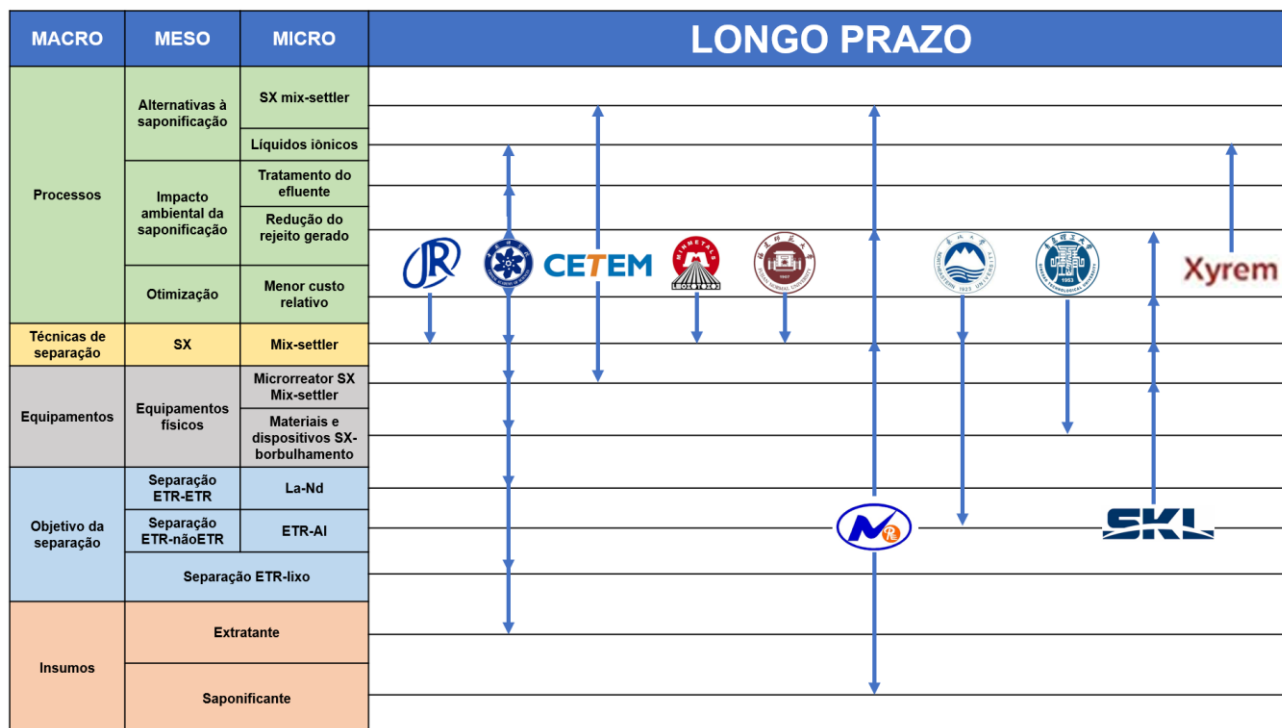 MACRO
MESO
MICRO
LONGO PRAZO
Processos
Alternativas à
saponificação
SX mix-settler
Líquidos iônicos
Impacto
ambiental da
saponificação
Tratamento do
efluente
Redução do
rejeito gerado
Otimização
Menor custo
relativo
JR
CETEM
MINMETALS
Xyrem
Técnicas de
separação
SX
Mix-settler
Equipamentos
Equipamentos
físicos
Microrreator SX
Mix-settler
Materiais e
dispositivos SX-
borbulhamento
Objetivo da
separação
Separação
ETR-ETR
La-Nd
Separação
ETR-nãoETR
ETR-Al
Separação ETR-lixo
RE
SKL
Insumos
Extratante
Saponificante